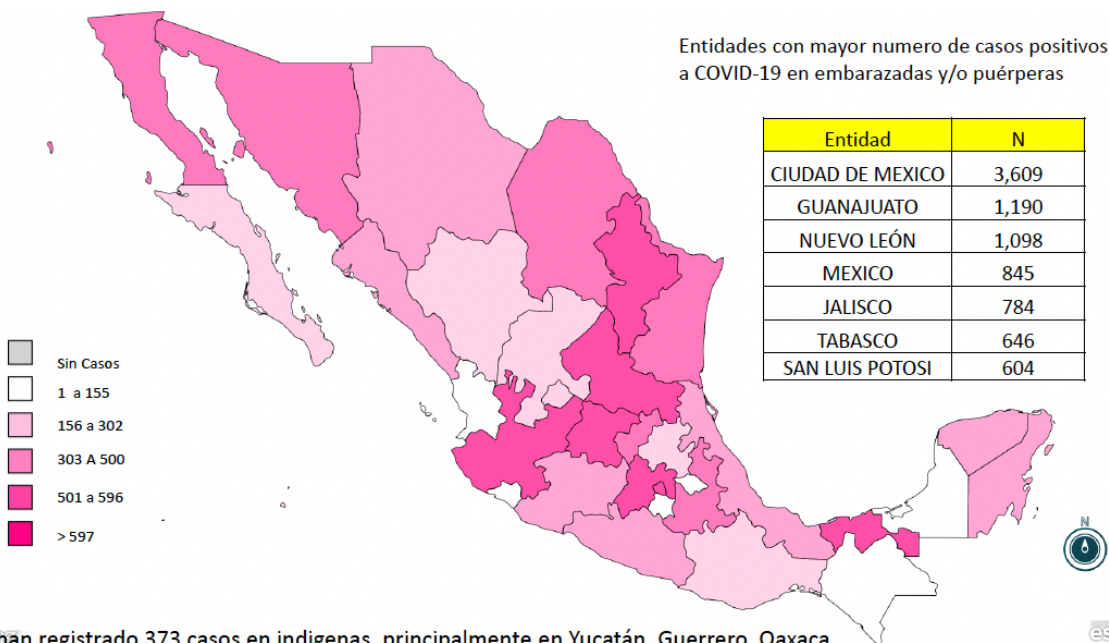 Entidades con mayor numero de casos positivos
a COVID-19 en embarazadas y/o puérperas
Entidad N
CIUDAD DE MEXICO 3,609
GUANAJUATO 1,190
NUEVO LEÓN 1,098
MEXICO 845
JALISCO 784
TABASCO 646
SAN LUIS POTOSI 604
Sin Casos
1 a 155
156 a 302
303 A 500
501 a 596
> 597
N
registrado 373 casos en indigenas, principalmente en Yucatán, Guerrero, Oaxaca